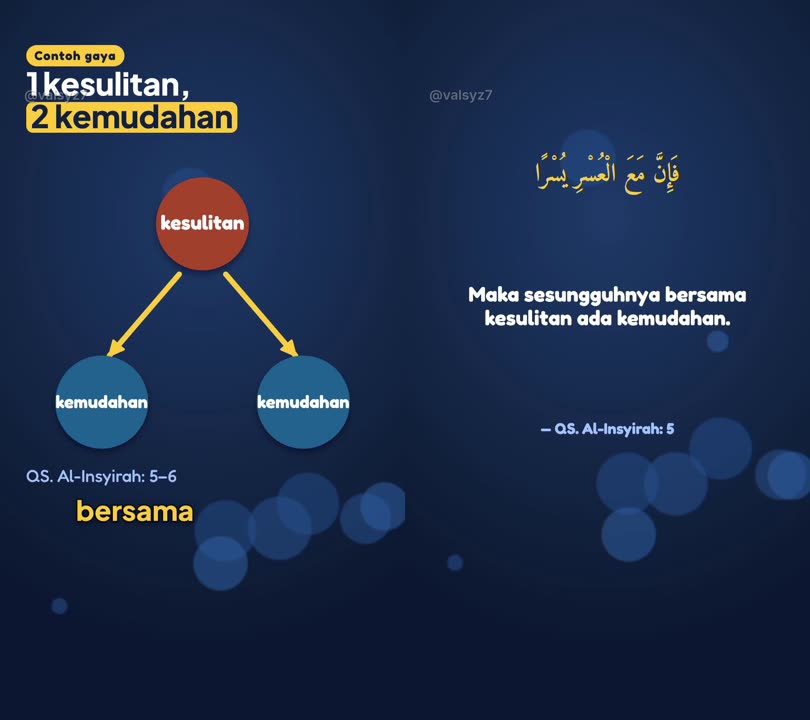 Contoh gaya
1 kesulitan,
@valsyz7
2 kemudahan
kesulitan
kemudahan
kemudahan
QS. Al-Insyirah: 5–6
bersama
@valsyz7
فَإِنَّ مَعَ الْعُسْرِ يُسْرًا
Maka sesungguhnya bersama
kesulitan ada kemudahan.
— QS. Al-Insyirah: 5